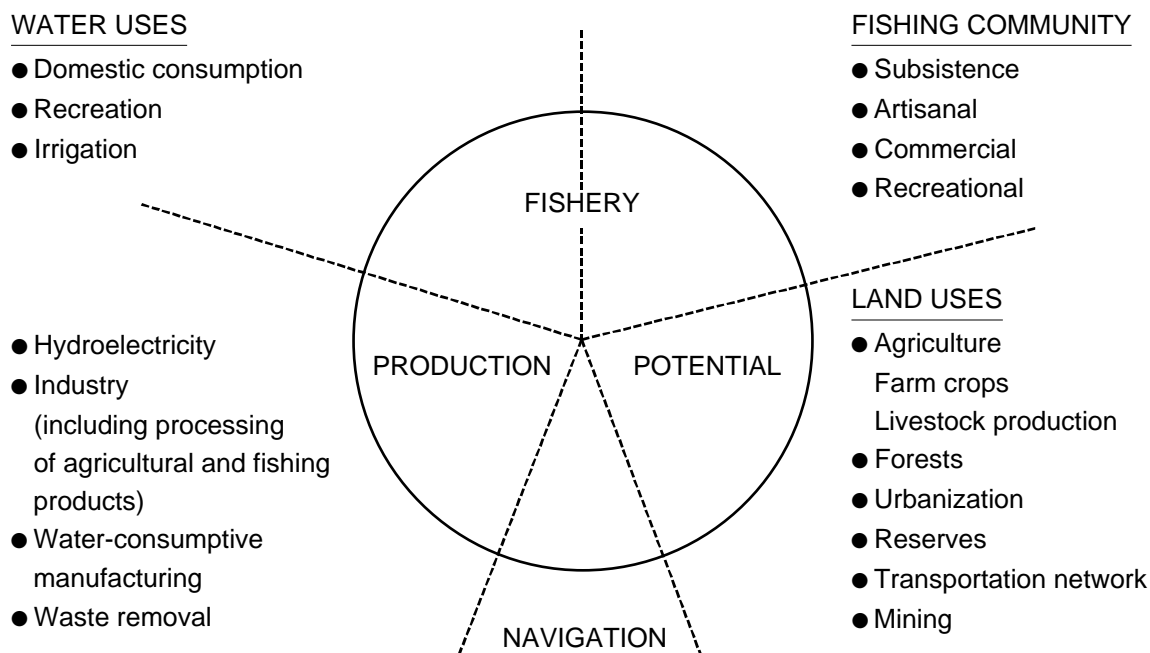 WATER USES
● Domestic consumption
● Recreation
● Irrigation
FISHING COMMUNITY
● Subsistence
● Artisanal
● Commercial
● Recreational
FISHERY
PRODUCTION
POTENTIAL
● Hydroelectricity
● Industry
(including processing
of agricultural and fishing
products)
● Water-consumptive
manufacturing
● Waste removal
LAND USES
● Agriculture
Farm crops
Livestock production
● Forests
● Urbanization
● Reserves
● Transportation network
● Mining
NAVIGATION